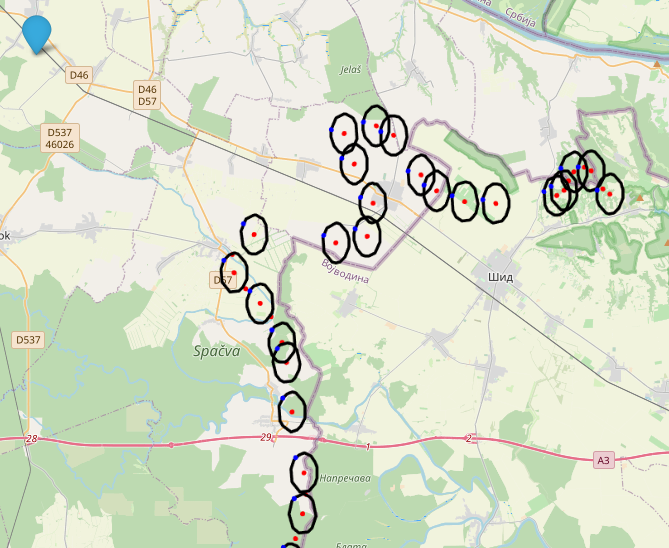 Србија
D46
D46
D57
Jelaš
D537
46026
ok
Војводина
D57
Шид
D537
Spačva
28
29
1
2
A3
Напречава
Блата